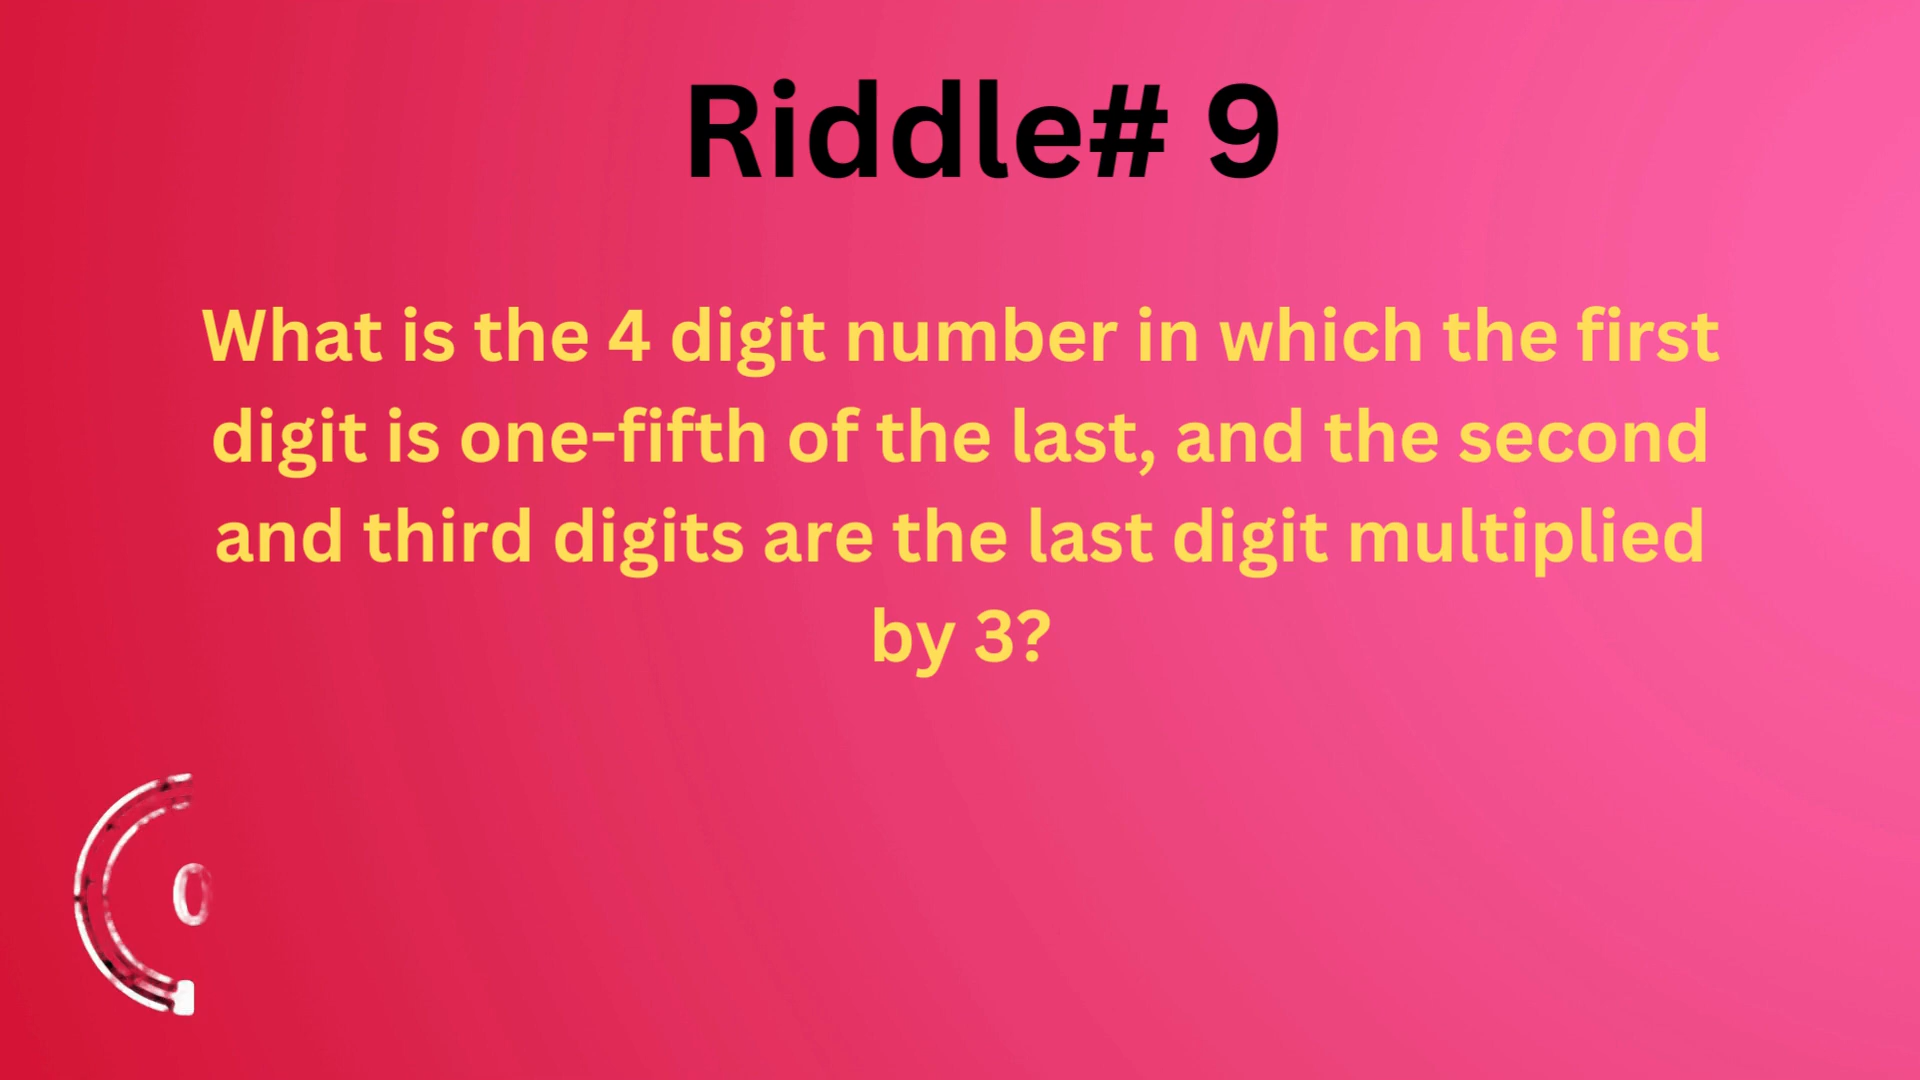 Riddle# 9
What is the 4 digit number in which the first
digit is one-fifth of the last, and the second
and third digits are the last digit multiplied
by 3?
0